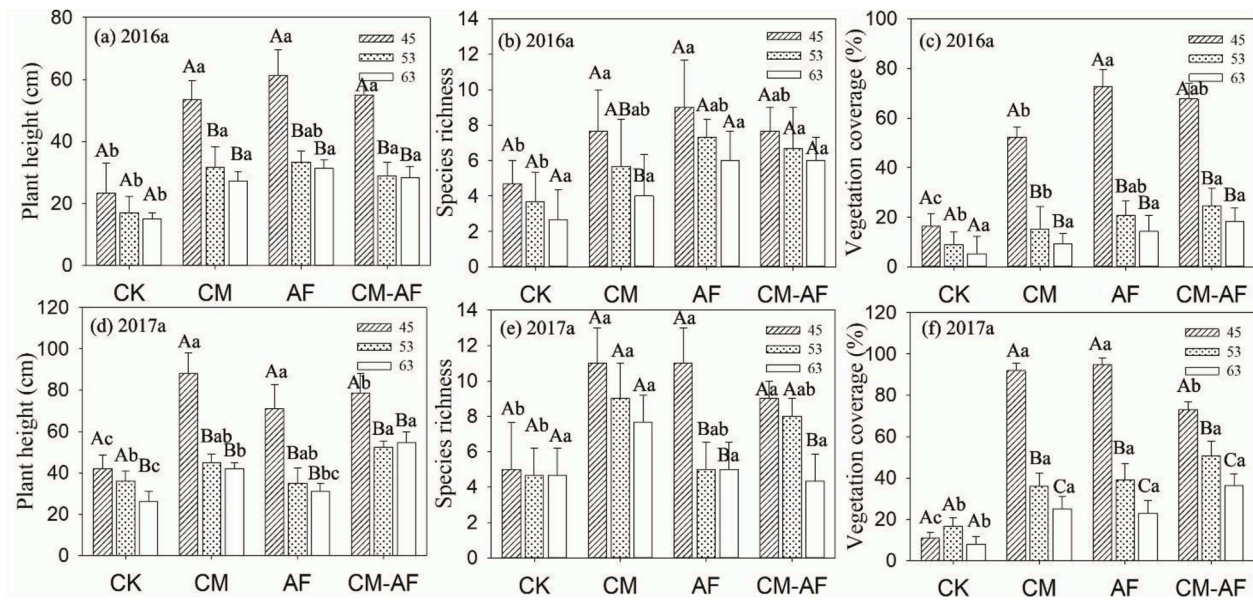 (a) 2016a
Plant height (cm)
80
60
40
20
0
45
53
63
Ab Ab Ab
Aa Ba Ba
Aa Bab Ba
Aa Ba Ba
CK CM AF CM-AF
(b) 2016a
Species richness
14
12
10
8
6
4
2
0
45
53
63
Ab Ab Aa
Aa ABab Ba
Aa Aab Aa
Aab Aa Aa
CK CM AF CM-AF
(c) 2016a
Vegetation coverage (%)
100
80
60
40
20
0
45
53
63
Ac Ab Aa
Ab Bb Ba
Aa Bab Ba
Aab Ba Ba
CK CM AF CM-AF
(d) 2017a
Plant height (cm)
120
100
80
60
40
20
0
45
53
63
Ac Ab Bc
Aa Bab Bb
Aa Bab Bbc
Ab Ba Ba
CK CM AF CM-AF
(e) 2017a
Species richness
14
12
10
8
6
4
2
0
45
53
63
Ab Ab Aa
Aa Aa Aa
Aa Bab Ba
Aa Aab Ba
CK CM AF CM-AF
(f) 2017a
Vegetation coverage (%)
120
100
80
60
40
20
0
45
53
63
Ac Ab Ab
Aa Ba Ca
Aa Ba Ca
Ab Ba Ca
CK CM AF CM-AF